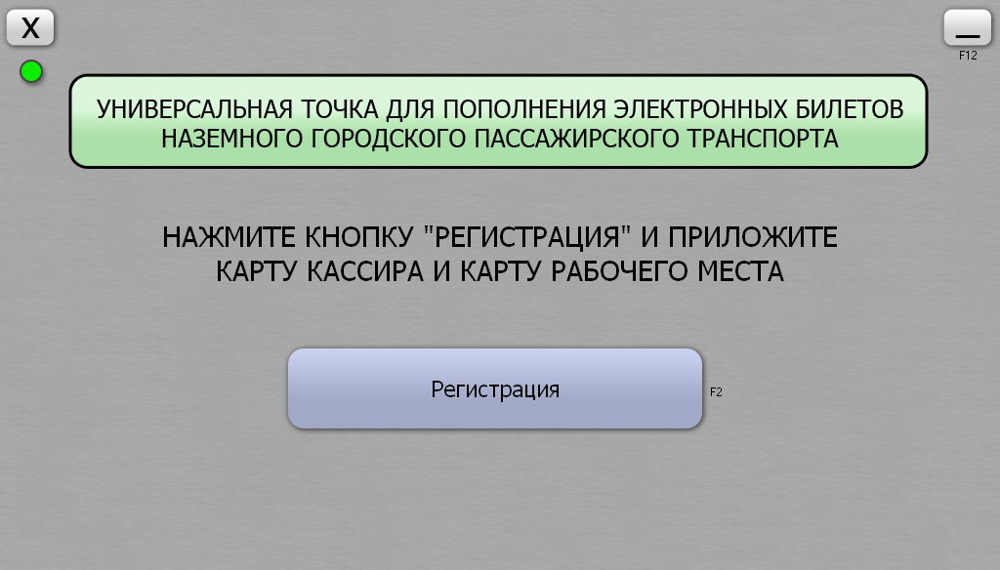 X
_
F12
УНИВЕРСАЛЬНАЯ ТОЧКА ДЛЯ ПОПОЛНЕНИЯ ЭЛЕКТРОННЫХ БИЛЕТОВ
НАЗЕМНОГО ГОРОДСКОГО ПАССАЖИРСКОГО ТРАНСПОРТА
НАЖМИТЕ КНОПКУ "РЕГИСТРАЦИЯ" И ПРИЛОЖИТЕ
КАРТУ КАССИРА И КАРТУ РАБОЧЕГО МЕСТА
Регистрация
F2